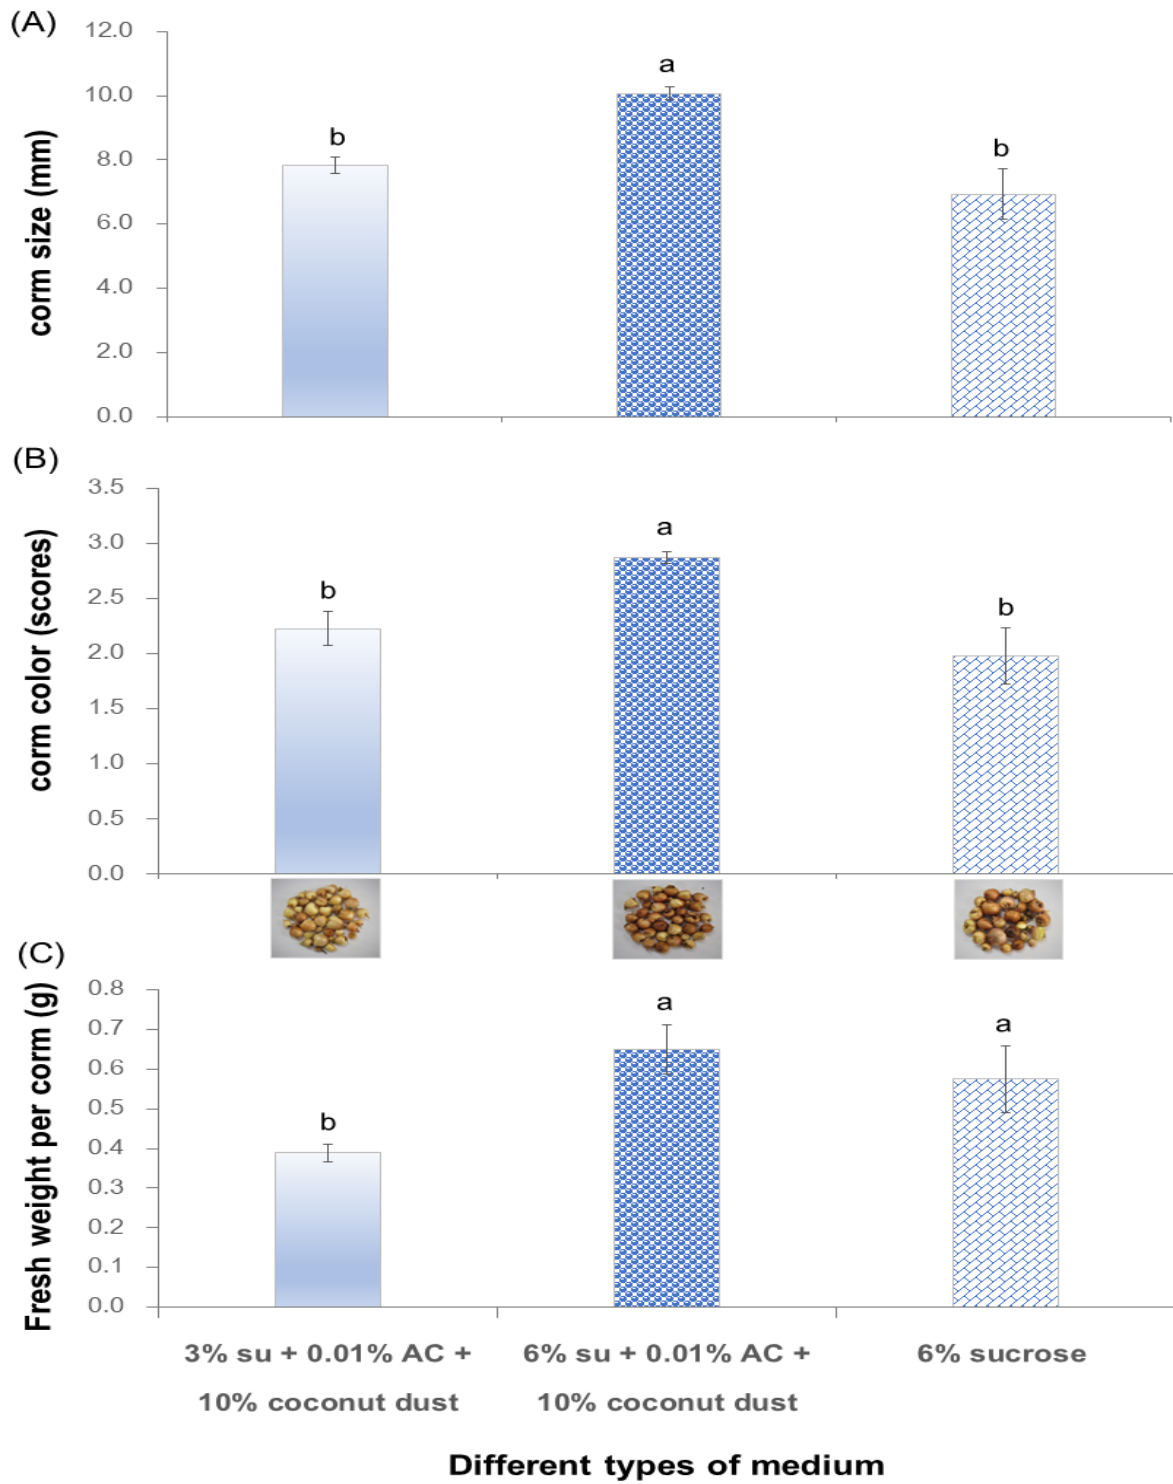 (A)
corm size (mm)
12.0
10.0
8.0
6.0
4.0
2.0
0.0
b
a
b
(B)
corm color (scores)
3.5
3.0
2.5
2.0
1.5
1.0
0.5
0.0
b
a
b
(C)
Fresh weight per corm (g)
0.8
0.7
0.6
0.5
0.4
0.3
0.2
0.1
0.0
b
a
a
3% su + 0.01% AC +
10% coconut dust
6% su + 0.01% AC +
10% coconut dust
6% sucrose
Different types of medium